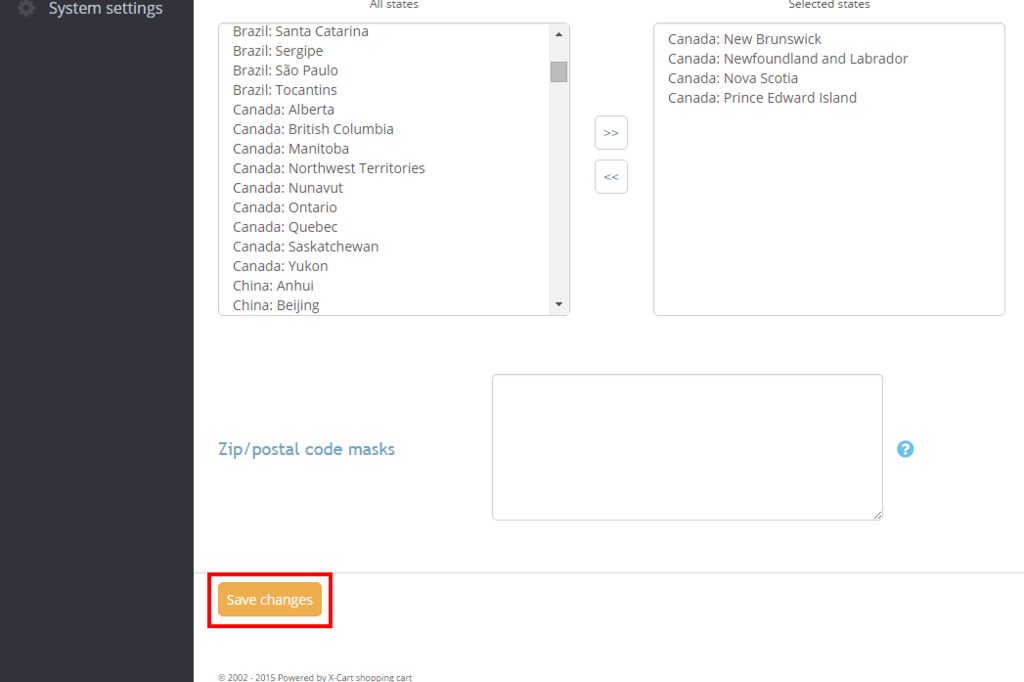 System settings
All states
Selected states
Brazil: Santa Catarina
Brazil: Sergipe
Brazil: São Paulo
Brazil: Tocantins
Canada: Alberta
Canada: British Columbia
Canada: Manitoba
Canada: Northwest Territories
Canada: Nunavut
Canada: Ontario
Canada: Quebec
Canada: Saskatchewan
Canada: Yukon
China: Anhui
China: Beijing
>>
<<
Canada: New Brunswick
Canada: Newfoundland and Labrador
Canada: Nova Scotia
Canada: Prince Edward Island
Zip/postal code masks
?
Save changes
© 2002 - 2015 Powered by X-Cart shopping cart